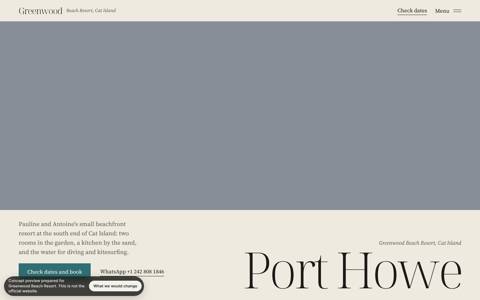 Greenwood Beach Resort, Cat Island
Check dates
Menu
Pauline and Antoine's small beachfront
resort at the south end of Cat Island: two
rooms in the garden, a kitchen by the sand,
and the water for diving and kitesurfing.
Greenwood Beach Resort, Cat Island
Port Howe
Check dates and book
WhatsApp +1 242 808 1846
Concept preview prepared for
Greenwood Beach Resort. This is not the
official website.
What we would change